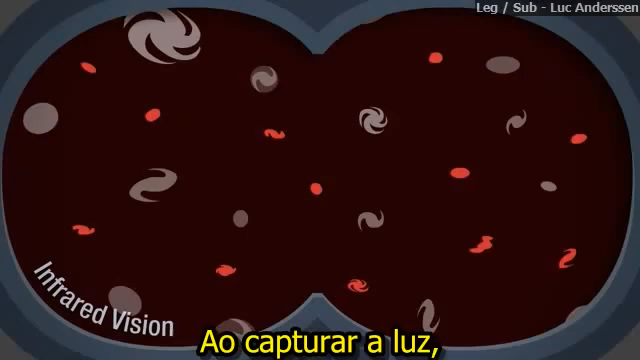 Leg / Sub - Luc Anderssen
Infrared Vision
Ao capturar a luz,